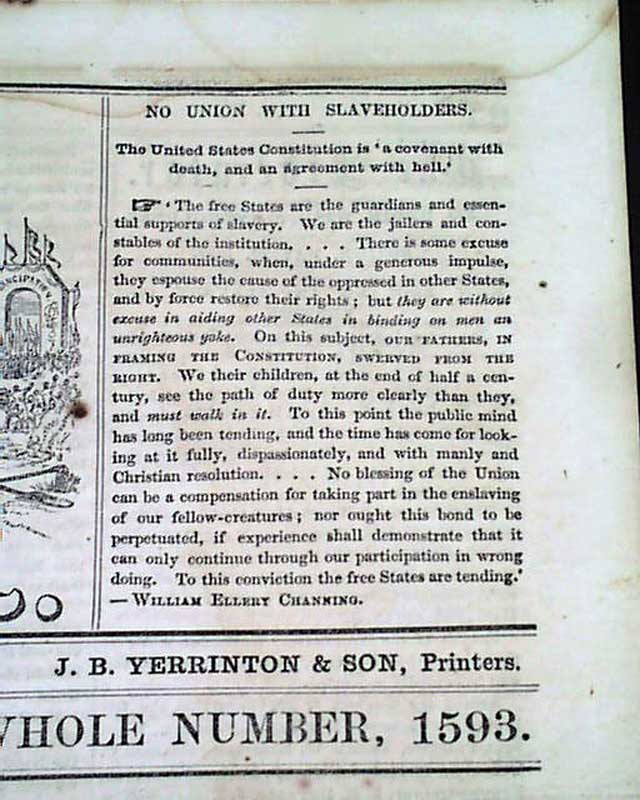 NO UNION WITH SLAVEHOLDERS.
The United States Constitution is ‘a covenant with
death, and an agreement with hell.’
☞ ‘The free States are the guardians and essen-
tial supports of slavery. We are the jailers and con-
stables of the institution. . . . There is some excuse
for communities, when, under a generous impulse,
they espouse the cause of the oppressed in other States,
and by force restore their rights; but they are without
excuse in aiding other States in binding on men an
unrighteous yoke. On this subject, OUR FATHERS, IN
FRAMING THE CONSTITUTION, SWERVED FROM THE
RIGHT. We their children, at the end of half a cen-
tury, see the path of duty more clearly than they,
and must walk in it. To this point the public mind
has long been tending, and the time has come for look-
ing at it fully, dispassionately, and with manly and
Christian resolution. . . . No blessing of the Union
can be a compensation for taking part in the enslaving
of our fellow-creatures; nor ought this bond to be
perpetuated, if experience shall demonstrate that it
can only continue through our participation in wrong
doing. To this conviction the free States are tending.’
— WILLIAM ELLERY CHANNING.
J. B. YERRINTON & SON, Printers.
WHOLE NUMBER, 1593.